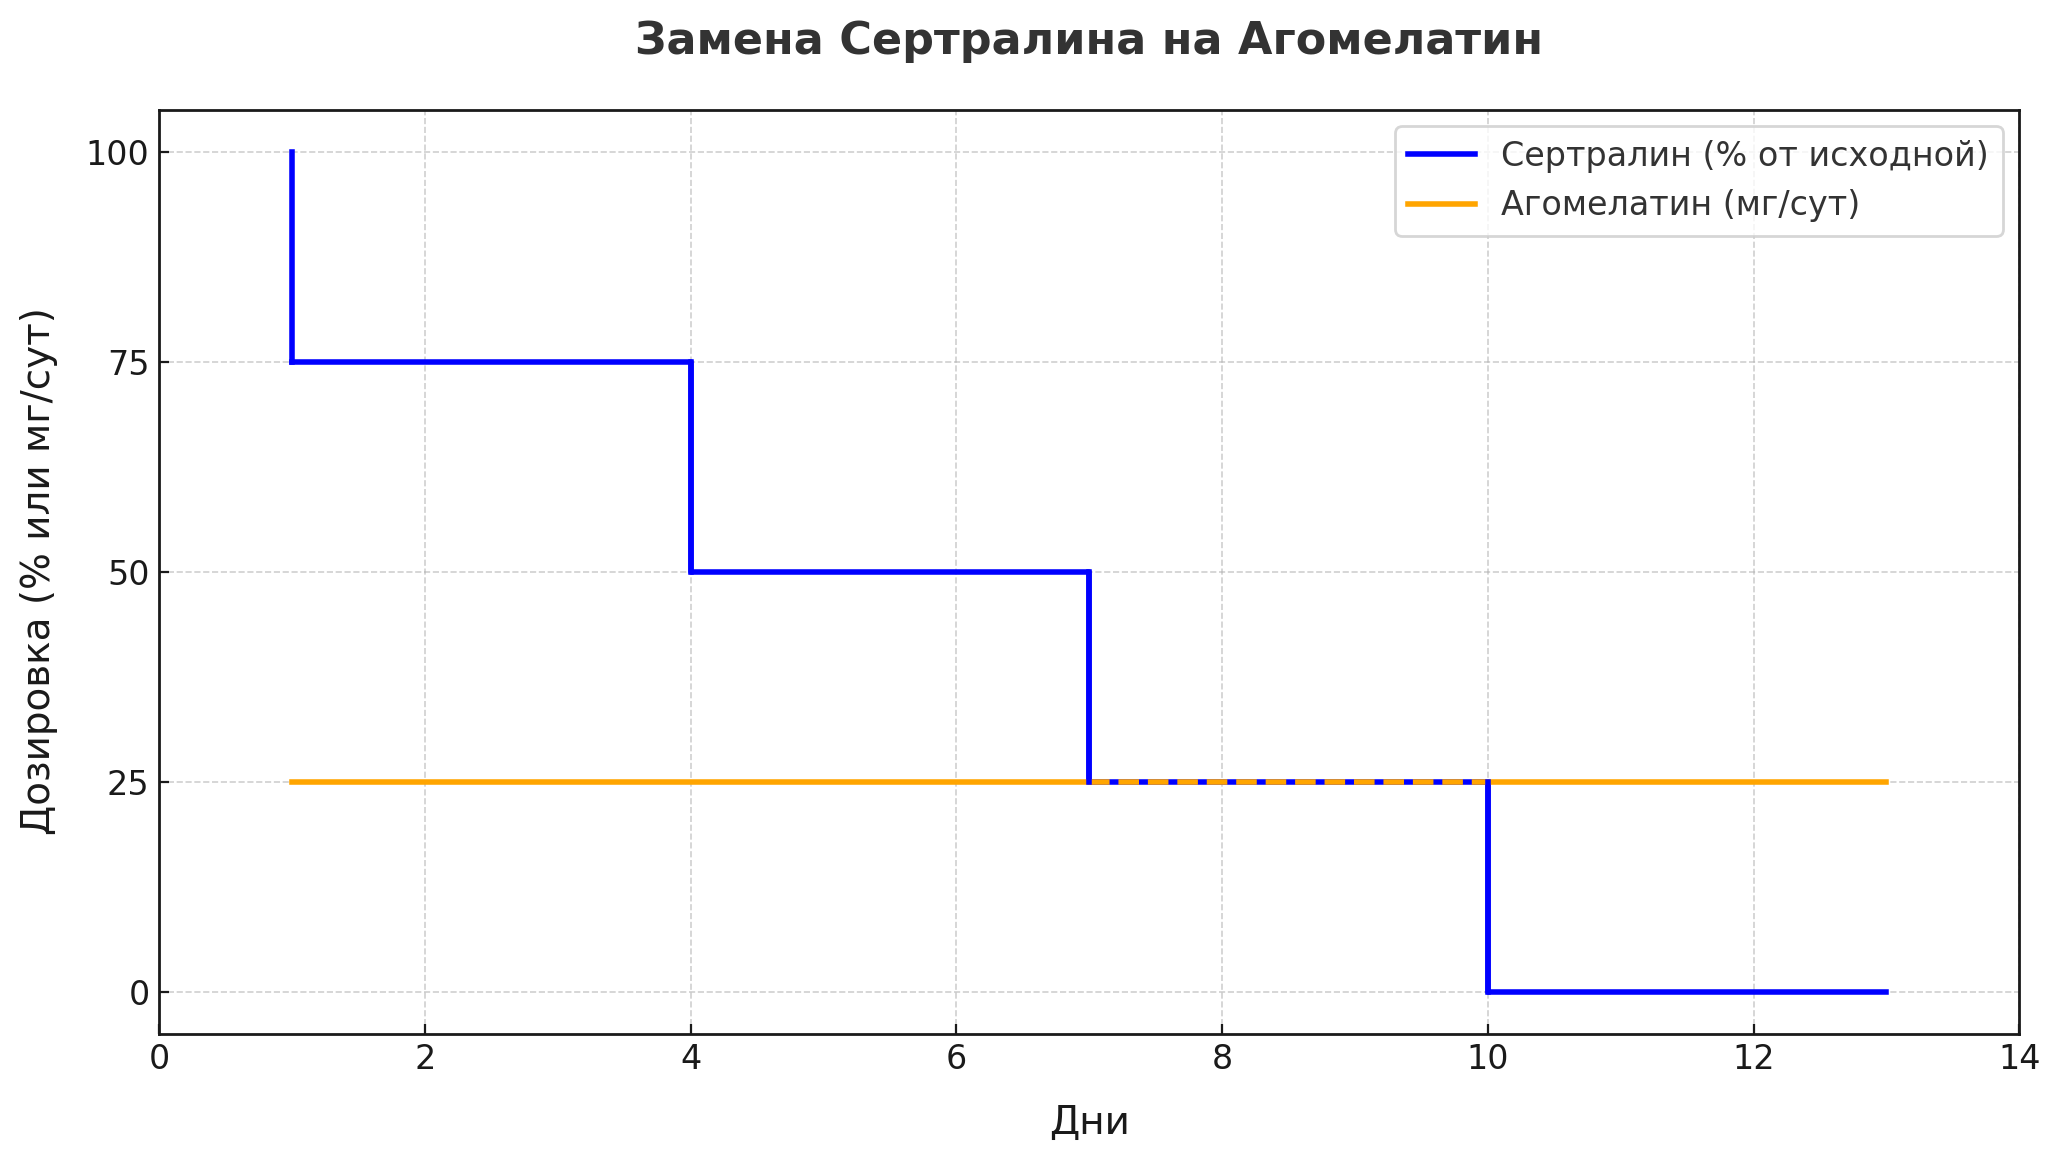 Замена Сертралина на Агомелатин
Сертралин (% от исходной)
Агомелатин (мг/сут)
Дозировка (% или мг/сут)
100
75
50
25
0
0 2 4 6 8 10 12 14
Дни